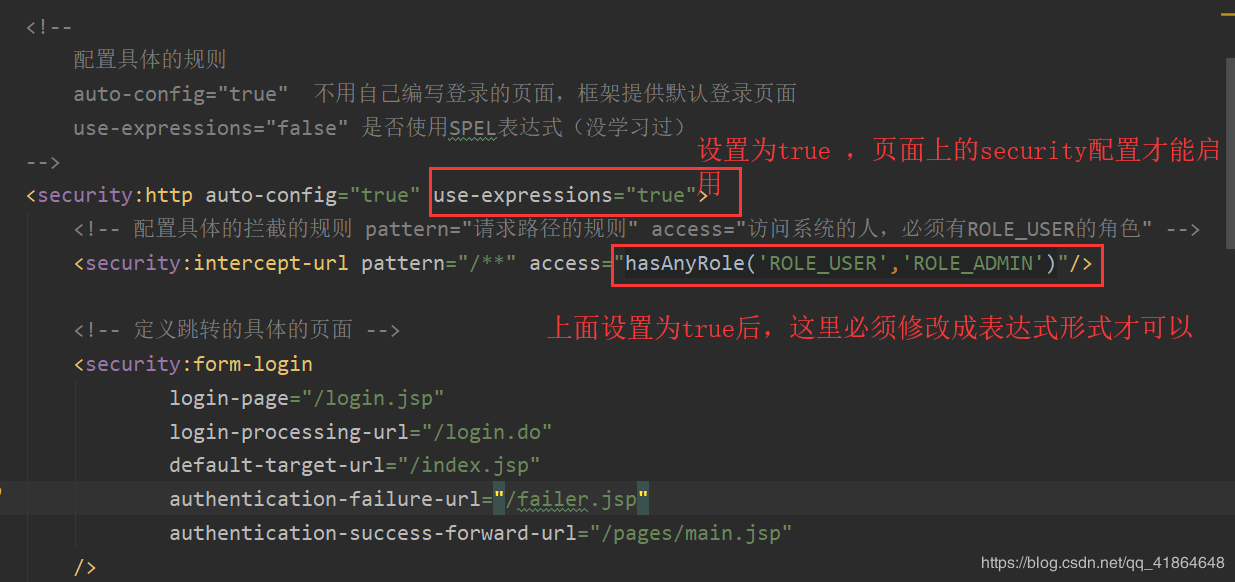 <!--
配置具体的规则
auto-config="true"  不用自己编写登录的页面，框架提供默认登录页面
use-expressions="false" 是否使用SPEL表达式（没学习过）
-->
设置为true ，页面上的security配置才能启
用
<security:http auto-config="true" use-expressions="true">
<!-- 配置具体的拦截的规则 pattern="请求路径的规则" access="访问系统的人，必须有ROLE_USER的角色" -->
<security:intercept-url pattern="/**" access="hasAnyRole('ROLE_USER','ROLE_ADMIN')"/>
上面设置为true后，这里必须修改成表达式形式才可以
<!-- 定义跳转的具体的页面 -->
<security:form-login
login-page="/login.jsp"
login-processing-url="/login.do"
default-target-url="/index.jsp"
authentication-failure-url="/failer.jsp"
authentication-success-forward-url="/pages/main.jsp"
/>
https://blog.csdn.net/qq_41864648